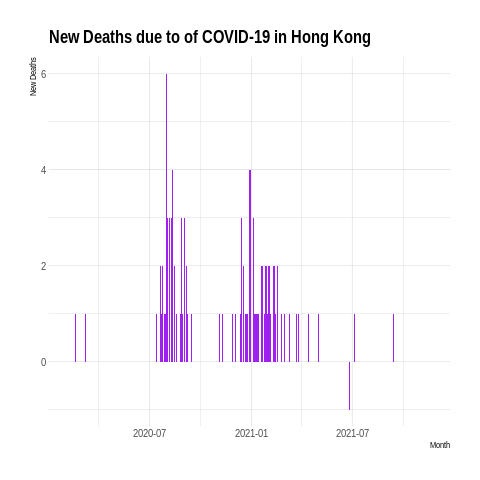 New Deaths due to of COVID-19 in Hong Kong
New Deaths
6
4
2
0
2020-07 2021-01 2021-07
Month